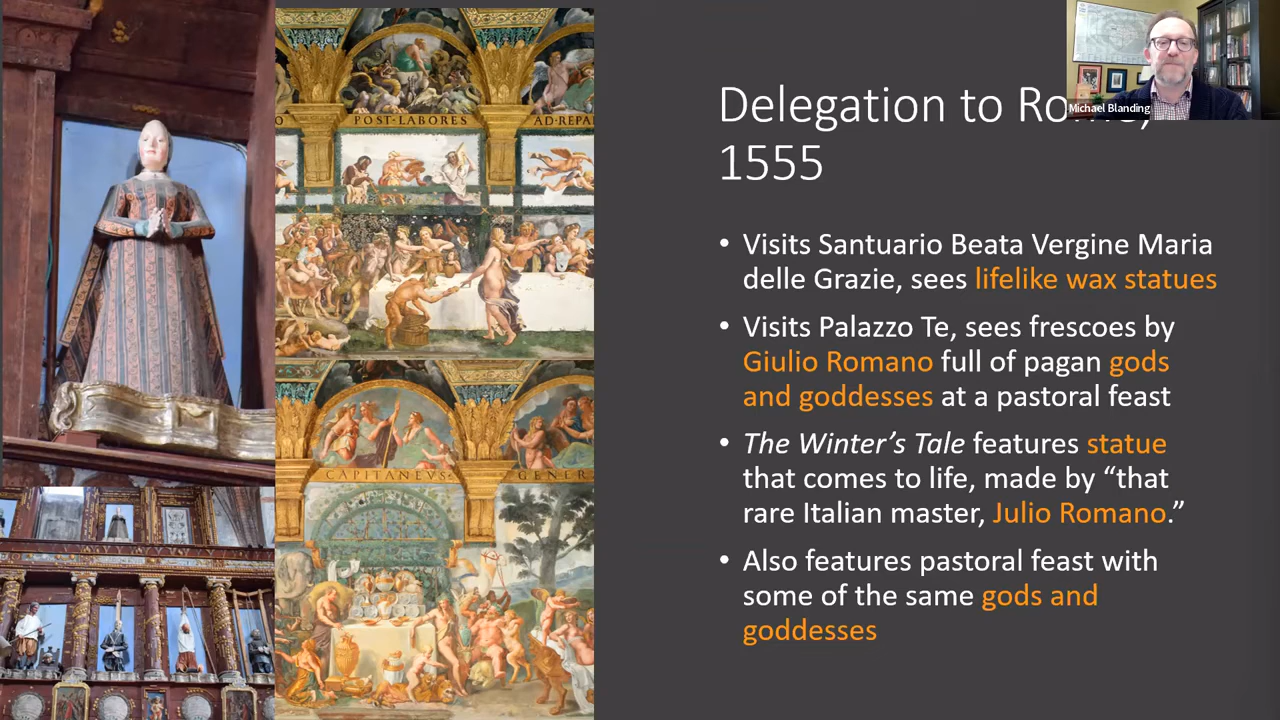 Michael Blanding
Delegation to Rome,
1555
• Visits Santuario Beata Vergine Maria
delle Grazie, sees lifelike wax statues
• Visits Palazzo Te, sees frescoes by
Giulio Romano full of pagan gods
and goddesses at a pastoral feast
• The Winter’s Tale features statue
that comes to life, made by “that
rare Italian master, Julio Romano.”
• Also features pastoral feast with
some of the same gods and
goddesses
POST·LABORES
AD·REPA
CAPITANEVS
GENER